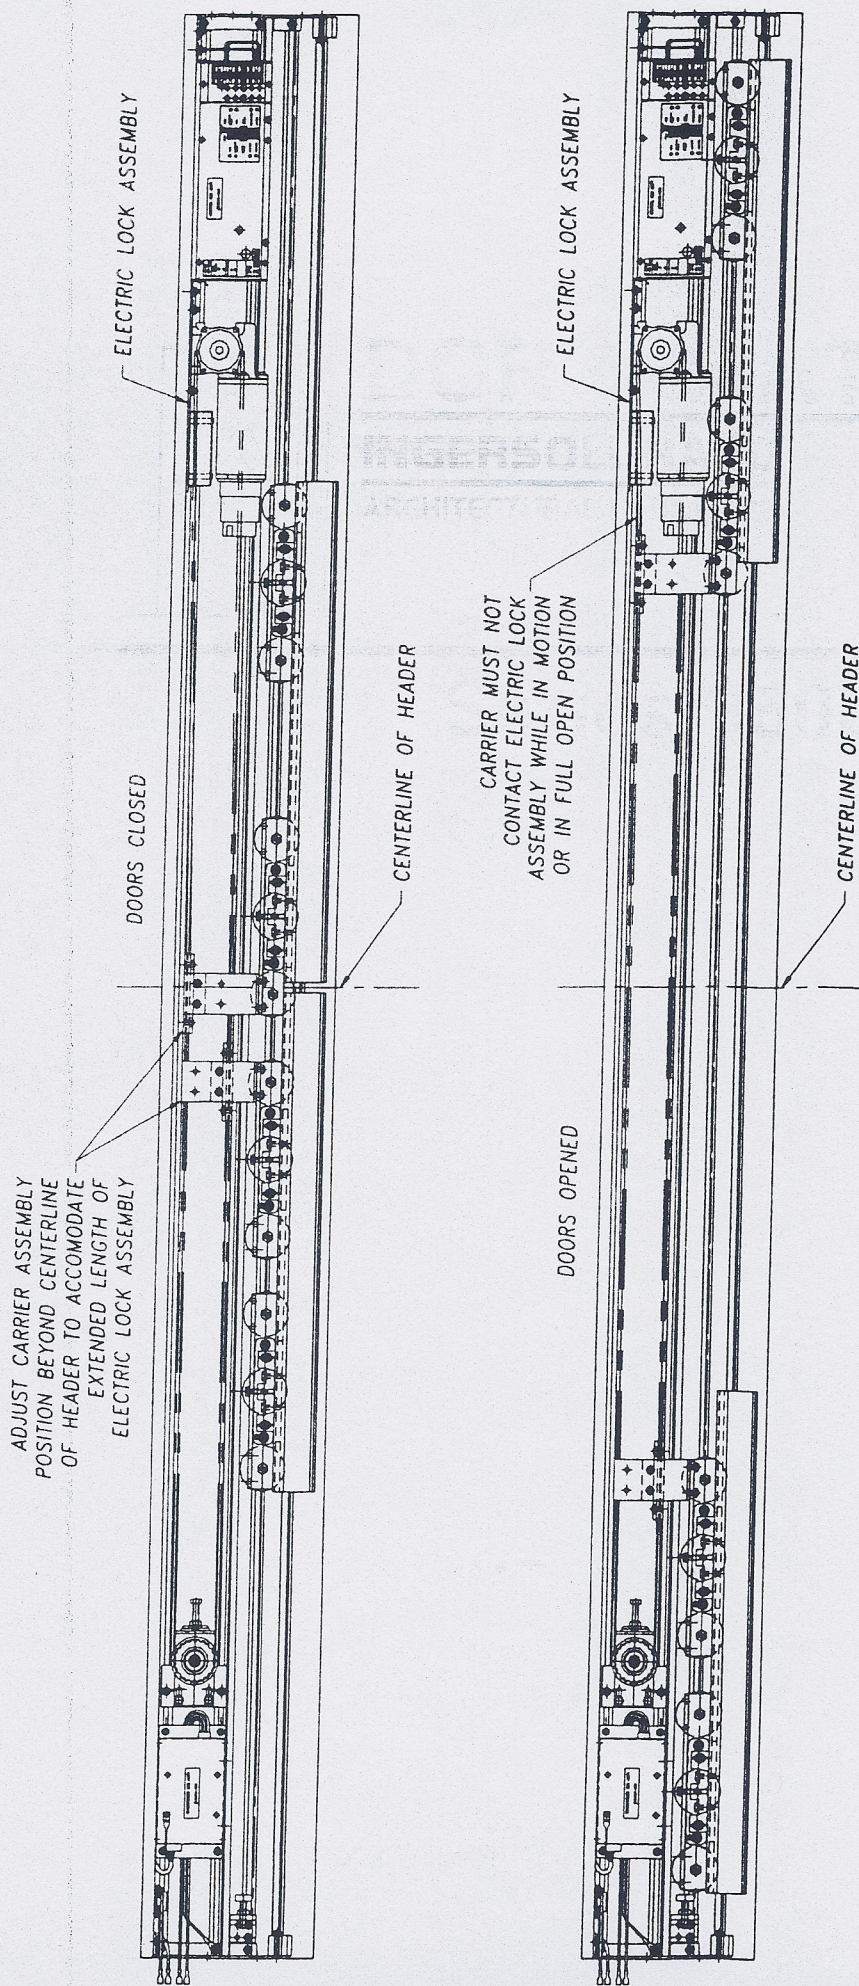 ADJUST CARRIER ASSEMBLY
POSITION BEYOND CENTERLINE
OF HEADER TO ACCOMODATE
EXTENDED LENGTH OF
ELECTRIC LOCK ASSEMBLY
DOORS CLOSED
ELECTRIC LOCK ASSEMBLY
CENTERLINE OF HEADER
DOORS OPENED
CARRIER MUST NOT
CONTACT ELECTRIC LOCK
ASSEMBLY WHILE IN MOTION
OR IN FULL OPEN POSITION
ELECTRIC LOCK ASSEMBLY
CENTERLINE OF HEADER